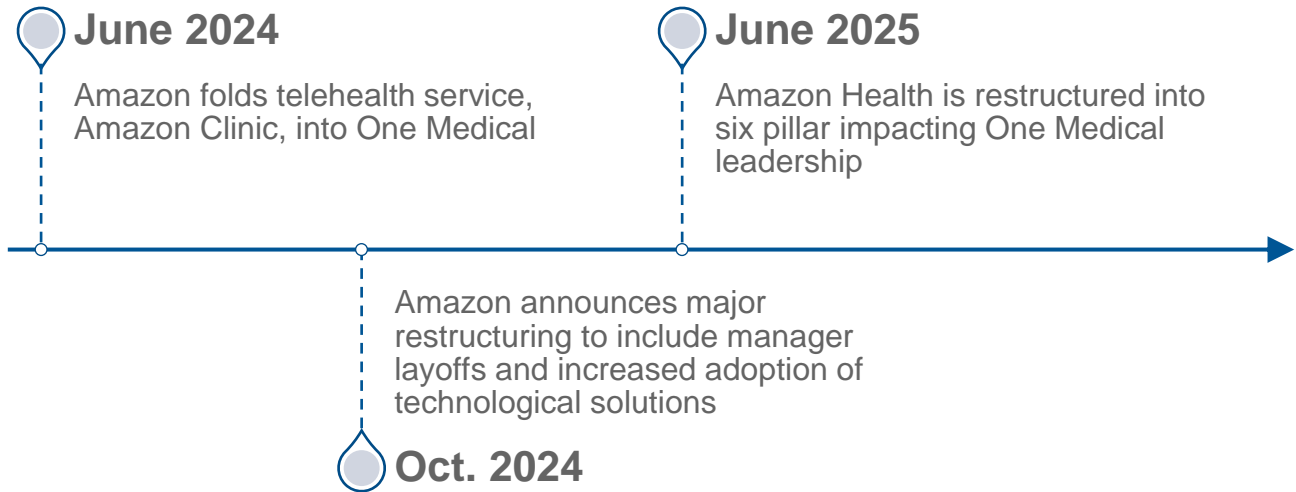 June 2024
Amazon folds telehealth service,
Amazon Clinic, into One Medical
June 2025
Amazon Health is restructured into
six pillar impacting One Medical
leadership
Amazon announces major
restructuring to include manager
layoffs and increased adoption of
technological solutions
Oct. 2024